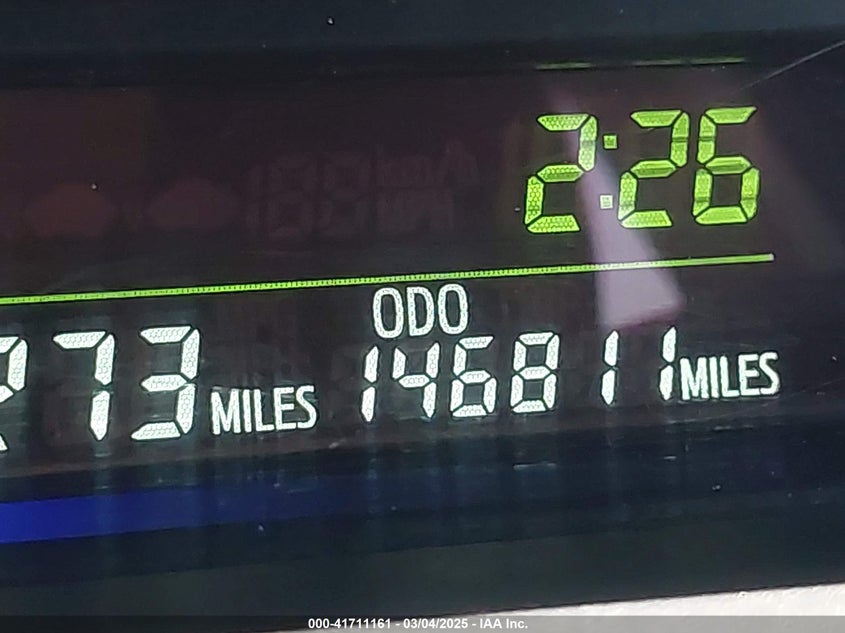 2:26
ODO
273 MILES 146811 MILES
000-41711161 - 03/04/2025 - IAA Inc.